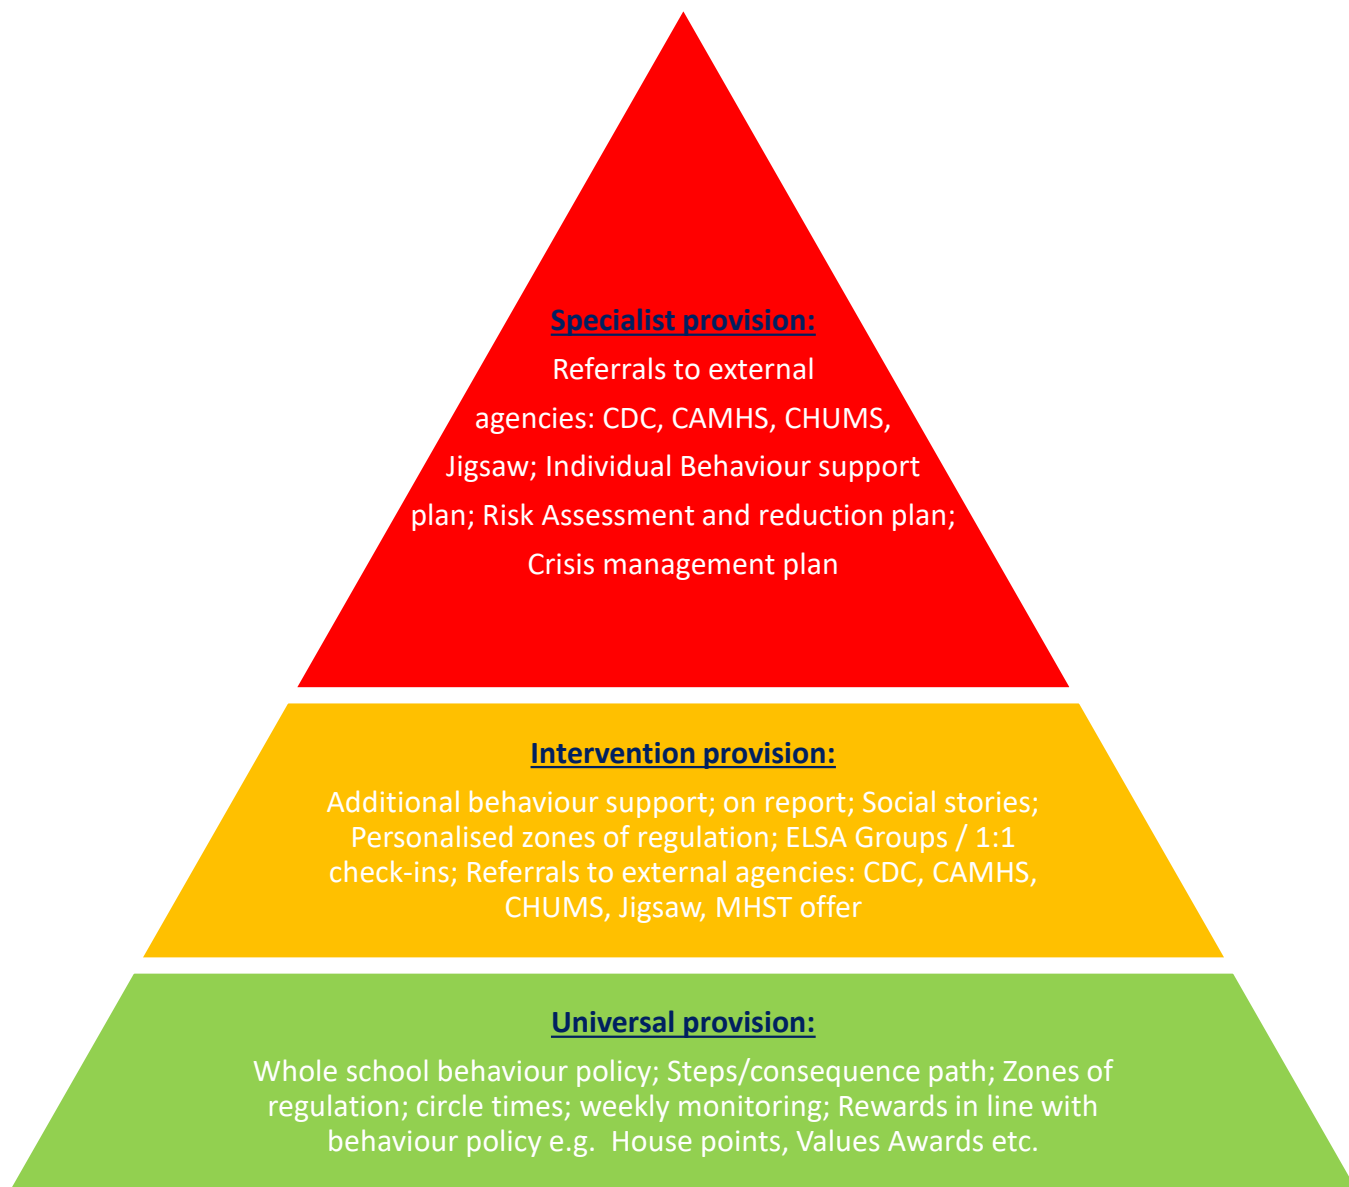 Specialist provision:
Referrals to external
agencies: CDC, CAMHS, CHUMS,
Jigsaw; Individual Behaviour support
plan; Risk Assessment and reduction plan;
Crisis management plan
Intervention provision:
Additional behaviour support; on report; Social stories;
Personalised zones of regulation; ELSA Groups / 1:1
check-ins; Referrals to external agencies: CDC, CAMHS,
CHUMS, Jigsaw, MHST offer
Universal provision:
Whole school behaviour policy; Steps/consequence path; Zones of
regulation; circle times; weekly monitoring; Rewards in line with
behaviour policy e.g.  House points, Values Awards etc.